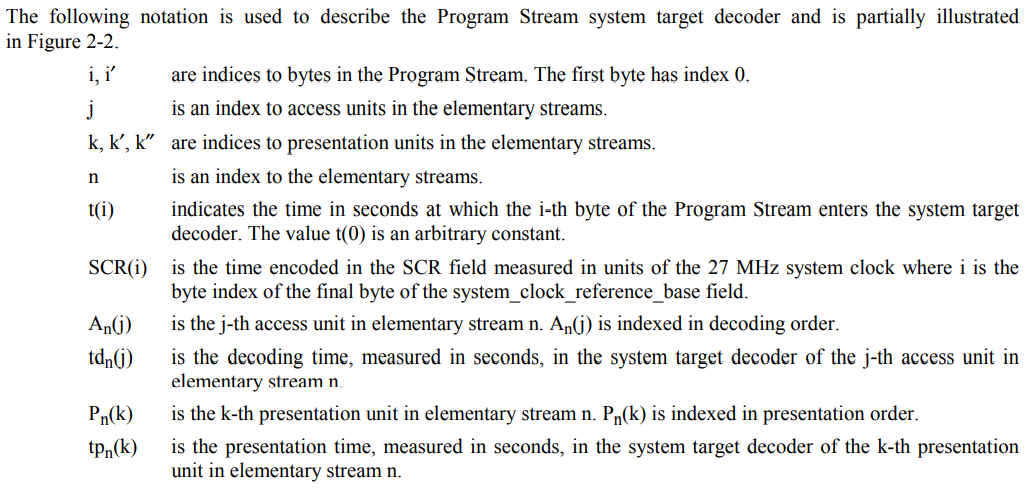 The following notation is used to describe the Program Stream system target decoder and is partially illustrated
in Figure 2-2.
i, i′ are indices to bytes in the Program Stream. The first byte has index 0.
j is an index to access units in the elementary streams.
k, k′, k″ are indices to presentation units in the elementary streams.
n is an index to the elementary streams.
t(i) indicates the time in seconds at which the i-th byte of the Program Stream enters the system target
decoder. The value t(0) is an arbitrary constant.
SCR(i) is the time encoded in the SCR field measured in units of the 27 MHz system clock where i is the
byte index of the final byte of the system_clock_reference_base field.
Aₙ(j) is the j-th access unit in elementary stream n. Aₙ(j) is indexed in decoding order.
tdₙ(j) is the decoding time, measured in seconds, in the system target decoder of the j-th access unit in
elementary stream n.
Pₙ(k) is the k-th presentation unit in elementary stream n. Pₙ(k) is indexed in presentation order.
tpₙ(k) is the presentation time, measured in seconds, in the system target decoder of the k-th presentation
unit in elementary stream n.